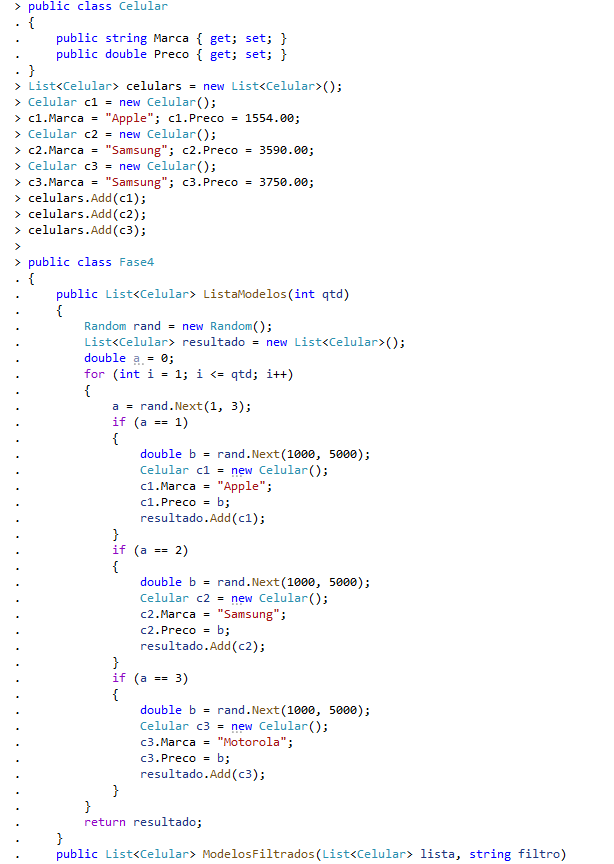 > public class Celular
. {
.     public string Marca { get; set; }
.     public double Preco { get; set; }
. }
> List<Celular> celulars = new List<Celular>();
> Celular c1 = new Celular();
> c1.Marca = "Apple"; c1.Preco = 1554.00;
> Celular c2 = new Celular();
> c2.Marca = "Samsung"; c2.Preco = 3590.00;
> Celular c3 = new Celular();
> c3.Marca = "Samsung"; c3.Preco = 3750.00;
> celulars.Add(c1);
> celulars.Add(c2);
> celulars.Add(c3);
>
> public class Fase4
. {
.     public List<Celular> ListaModelos(int qtd)
.     {
.         Random rand = new Random();
.         List<Celular> resultado = new List<Celular>();
.         double a = 0;
.         for (int i = 1; i <= qtd; i++)
.         {
.             a = rand.Next(1, 3);
.             if (a == 1)
.             {
.                 double b = rand.Next(1000, 5000);
.                 Celular c1 = new Celular();
.                 c1.Marca = "Apple";
.                 c1.Preco = b;
.                 resultado.Add(c1);
.             }
.             if (a == 2)
.             {
.                 double b = rand.Next(1000, 5000);
.                 Celular c2 = new Celular();
.                 c2.Marca = "Samsung";
.                 c2.Preco = b;
.                 resultado.Add(c2);
.             }
.             if (a == 3)
.             {
.                 double b = rand.Next(1000, 5000);
.                 Celular c3 = new Celular();
.                 c3.Marca = "Motorola";
.                 c3.Preco = b;
.                 resultado.Add(c3);
.             }
.         }
.         return resultado;
.     }
.     public List<Celular> ModelosFiltrados(List<Celular> lista, string filtro)